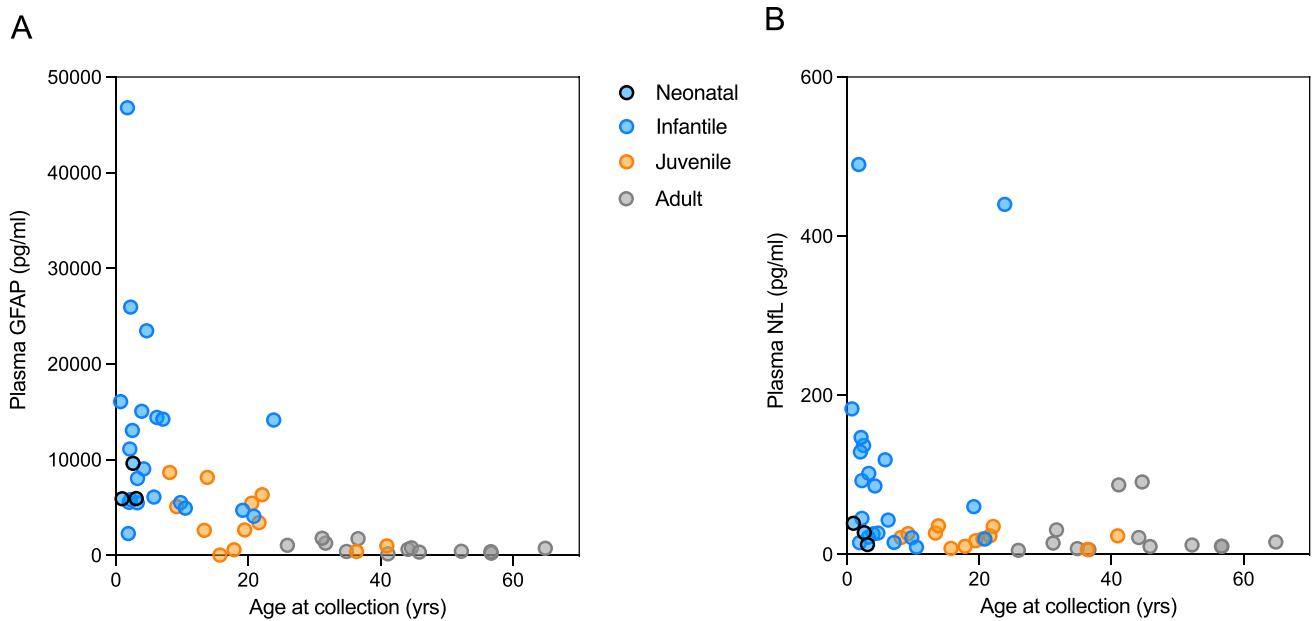 A
B
50000
40000
30000
20000
10000
0
Plasma GFAP (pg/ml)
0 20 40 60
Age at collection (yrs)
Neonatal
Infantile
Juvenile
Adult
600
400
200
0
Plasma NfL (pg/ml)
0 20 40 60
Age at collection (yrs)